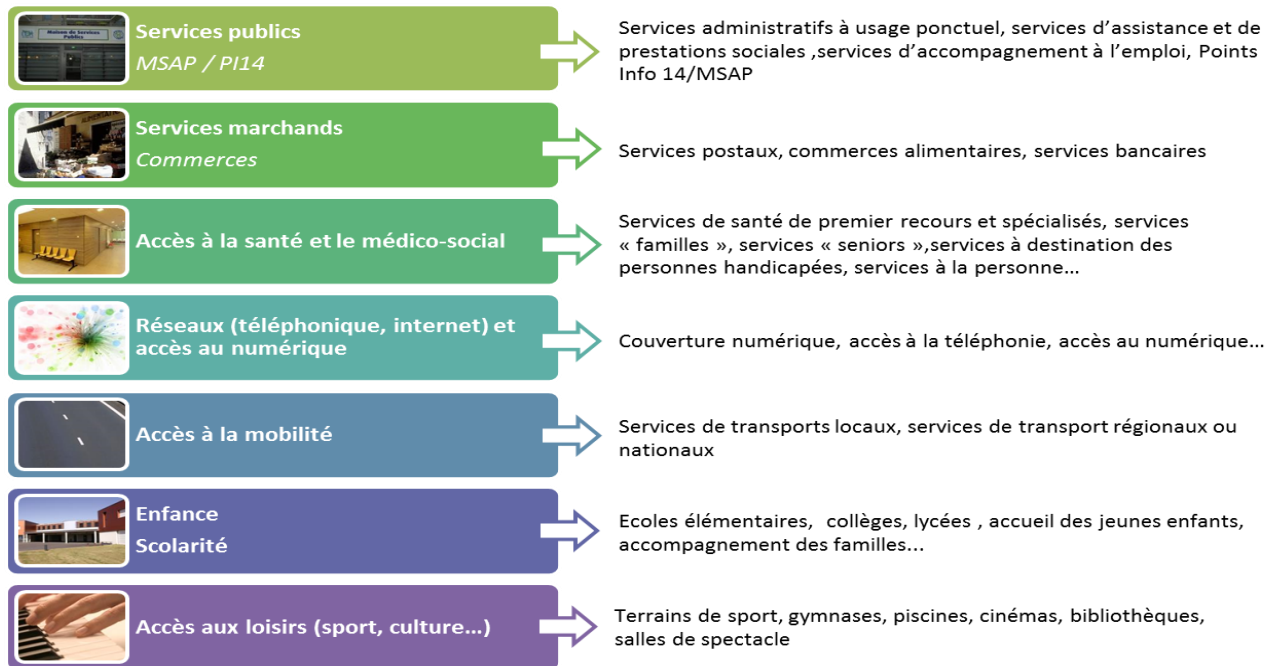 Services publics
MSAP / PI14
Services administratifs à usage ponctuel, services d’assistance et de
prestations sociales ,services d’accompagnement à l’emploi, Points
Info 14/MSAP
Services marchands
Commerces
Services postaux, commerces alimentaires, services bancaires
Accès à la santé et le médico-social
Services de santé de premier recours et spécialisés, services
« familles », services « seniors »,services à destination des
personnes handicapées, services à la personne…
Réseaux (téléphonique, internet) et
accès au numérique
Couverture numérique, accès à la téléphonie, accès au numérique…
Accès à la mobilité
Services de transports locaux, services de transport régionaux ou
nationaux
Enfance
Scolarité
Ecoles élémentaires, collèges, lycées , accueil des jeunes enfants,
accompagnement des familles...
Accès aux loisirs (sport, culture…)
Terrains de sport, gymnases, piscines, cinémas, bibliothèques,
salles de spectacle
Maison de Services
Publics